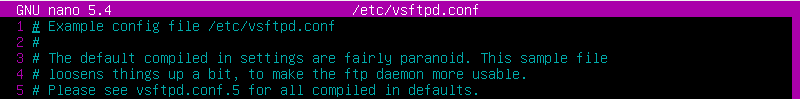 GNU nano 5.4 /etc/vsftpd.conf
1 # Example config file /etc/vsftpd.conf
2 #
3 # The default compiled in settings are fairly paranoid. This sample file
4 # loosens things up a bit, to make the ftp daemon more usable.
5 # Please see vsftpd.conf.5 for all compiled in defaults.